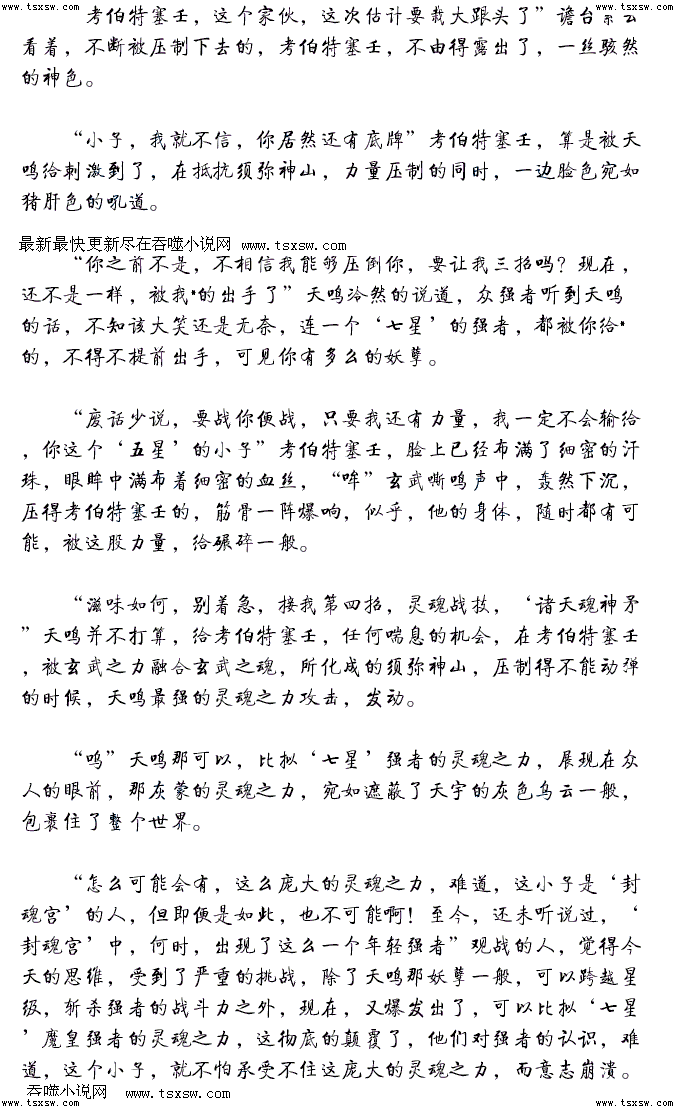 www.tsxsw.com www.tsxsw.com www.tsxsw.com www.tsxsw.com
考伯特塞壬，这个家伙，这次估计要栽大跟头了”澹台紫云
看着，不断被压制下去的，考伯特塞壬，不由得露出了，一丝骇然
的神色。
“小子，我就不信，你居然还有底牌”考伯特塞壬，算是被天
鸣给刺激到了，在抵抗须弥神山，力量压制的同时，一边脸色宛如
猪肝色的吼道。
最新最快更新尽在吞噬小说网 www.tsxsw.com
“你之前不是，不相信我能够压倒你，要让我三招吗？现在，
还不是一样，被我*的出手了”天鸣冷然的说道，众强者听到天鸣
的话，不知该大笑还是无奈，连一个‘七星’的强者，都被你给*
的，不得不提前出手，可见你有多么的妖孽。
“废话少说，要战你便战，只要我还有力量，我一定不会输给
，你这个‘五星’的小子”考伯特塞壬，脸上已经布满了细密的汗
珠，眼眸中满布着细密的血丝，“哞”玄武嘶鸣声中，轰然下沉，
压得考伯特塞壬的，筋骨一阵爆响，似乎，他的身体，随时都有可
能，被这股力量，给碾碎一般。
“滋味如何，别着急，接我第四招，灵魂战技，‘诸天魂神矛
”天鸣并不打算，给考伯特塞壬，任何喘息的机会，在考伯特塞壬
，被玄武之力融合玄武之魂，所化成的须弥神山，压制得不能动弹
的时候，天鸣最强的灵魂之力攻击，发动。
“呜”天鸣那可以，比拟‘七星’强者的灵魂之力，展现在众
人的眼前，那灰蒙的灵魂之力，宛如遮蔽了天宇的灰色乌云一般，
包裹住了整个世界。
“怎么可能会有，这么庞大的灵魂之力，难道，这小子是‘封
魂宫’的人，但即便是如此，也不可能啊！至今，还未听说过，‘
封魂宫’中，何时，出现了这么一个年轻强者”观战的人，觉得今
天的思维，受到了严重的挑战，除了天鸣那妖孽一般，可以跨越星
级，斩杀强者的战斗力之外，现在，又爆发出了，可以比拟‘七星
’魔皇强者的灵魂之力，这彻底的颠覆了，他们对强者的认识，难
道，这个小子，就不怕承受不住这庞大的灵魂之力，而意志崩溃。
吞噬小说网 www.tsxsw.com
www.tsxsw.com www.tsxsw.com www.tsxsw.com www.tsxsw.com